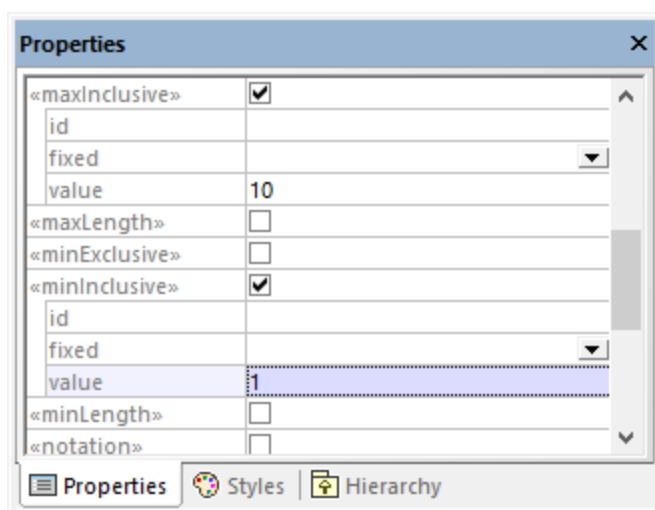 Properties
«maxInclusive»
id
fixed
value 10
«maxLength»
«minExclusive»
«minInclusive»
id
fixed
value 1
«minLength»
«notation»
Properties Styles Hierarchy